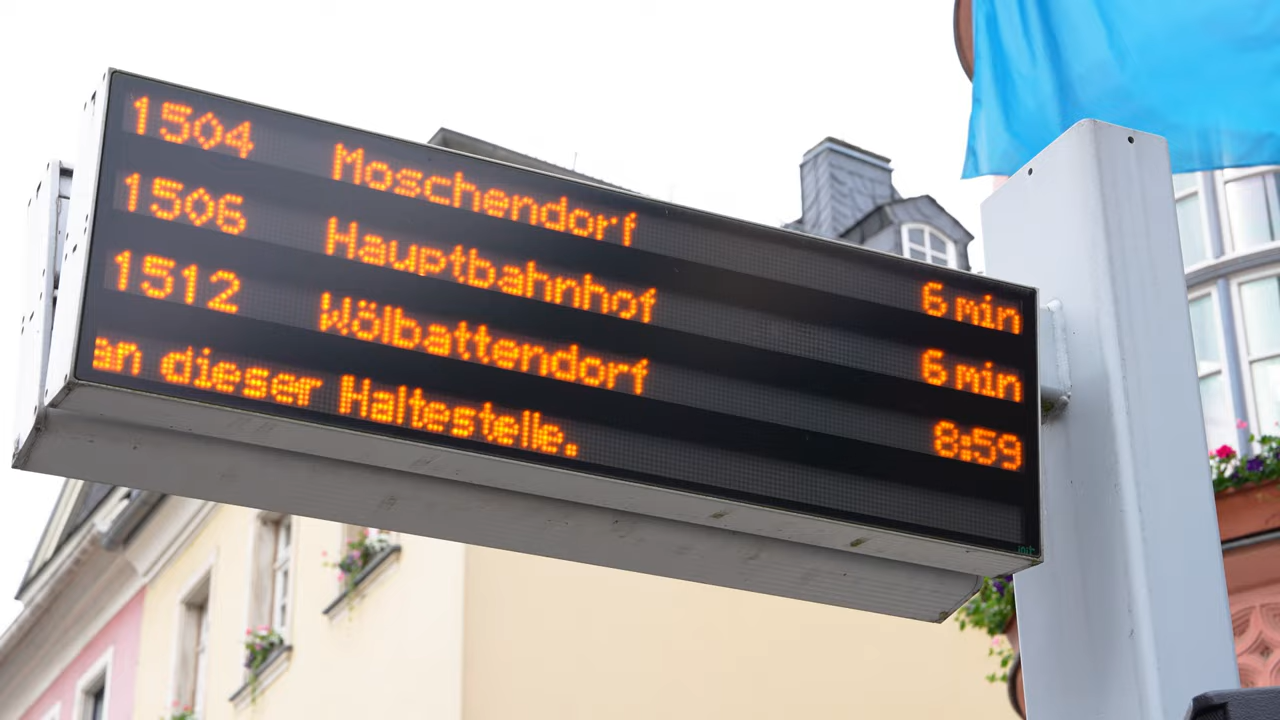 1504 Moschendorf 6 min
1506 Hauptbahnhof 6 min
1512 Wölbattendorf 8:59
an dieser Haltestelle.